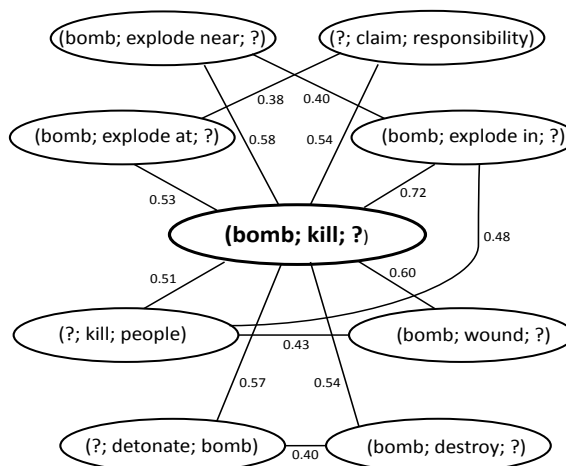 (bomb; explode near; ?)
(?; claim; responsibility)
0.38
0.40
(bomb; explode at; ?)
0.58
0.54
(bomb; explode in; ?)
0.53
0.72
(bomb; kill; ?)
0.48
0.51
0.60
(?; kill; people)
0.43
(bomb; wound; ?)
0.57
0.54
(?; detonate; bomb)
0.40
(bomb; destroy; ?)